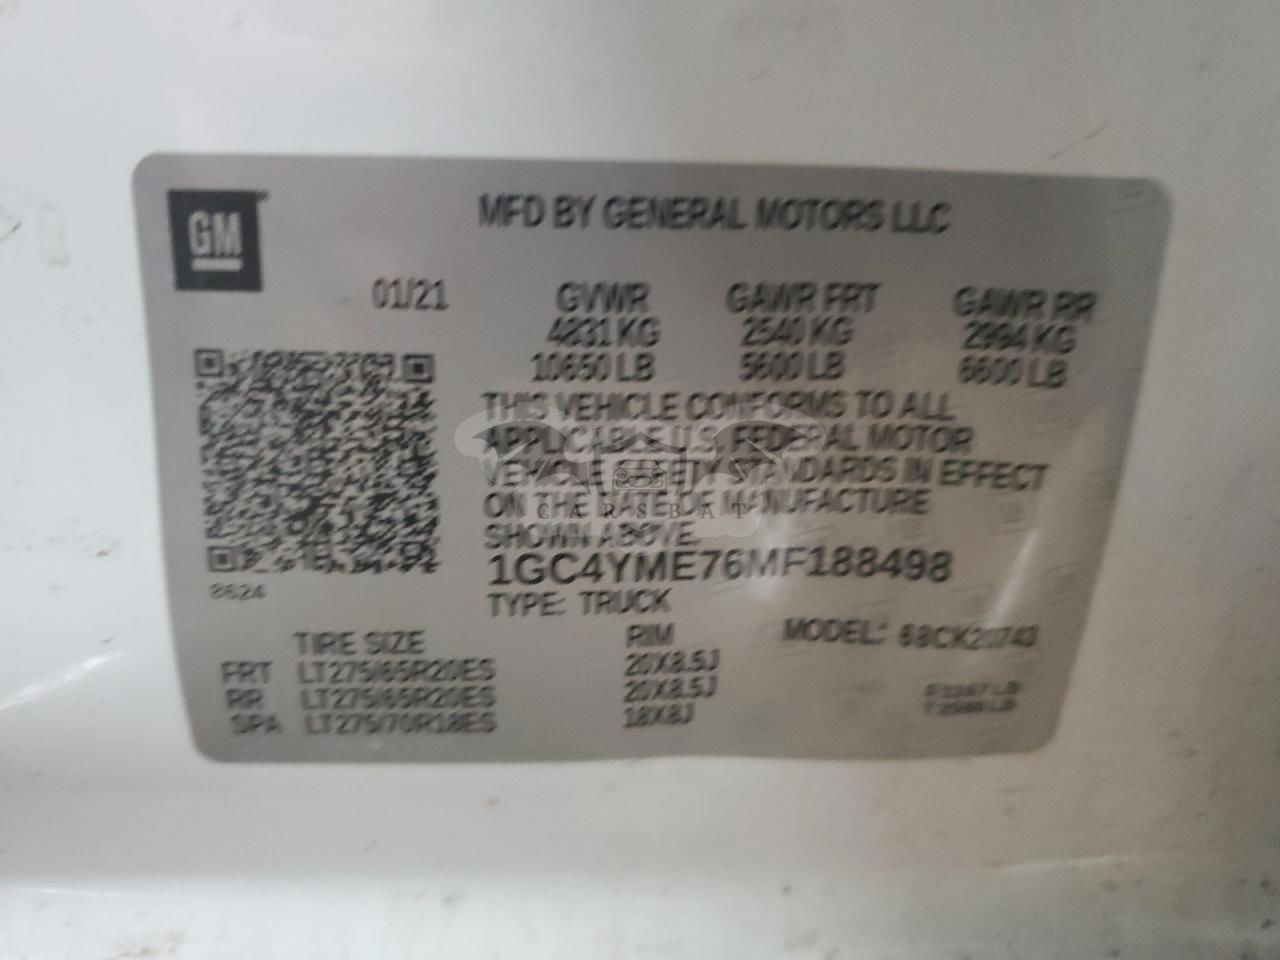 GM
MFD BY GENERAL MOTORS LLC
01/21 GVWR GAWR FRT GAWR RR
4831 KG 2540 KG 2994 KG
10650 LB 5600 LB 6600 LB
THIS VEHICLE CONFORMS TO ALL
APPLICABLE U.S. FEDERAL MOTOR
VEHICLE SAFETY STANDARDS IN EFFECT
ON THE DATE OF MANUFACTURE
SHOWN ABOVE.
CARSBAT
1GC4YME76MF188498
8624
TYPE: TRUCK
TIRE SIZE RIM MODEL:
FRT LT275/65R20ES 20X8.5J
RR LT275/65R20ES 20X8.5J
SPA LT275/70R18ES 18X8J